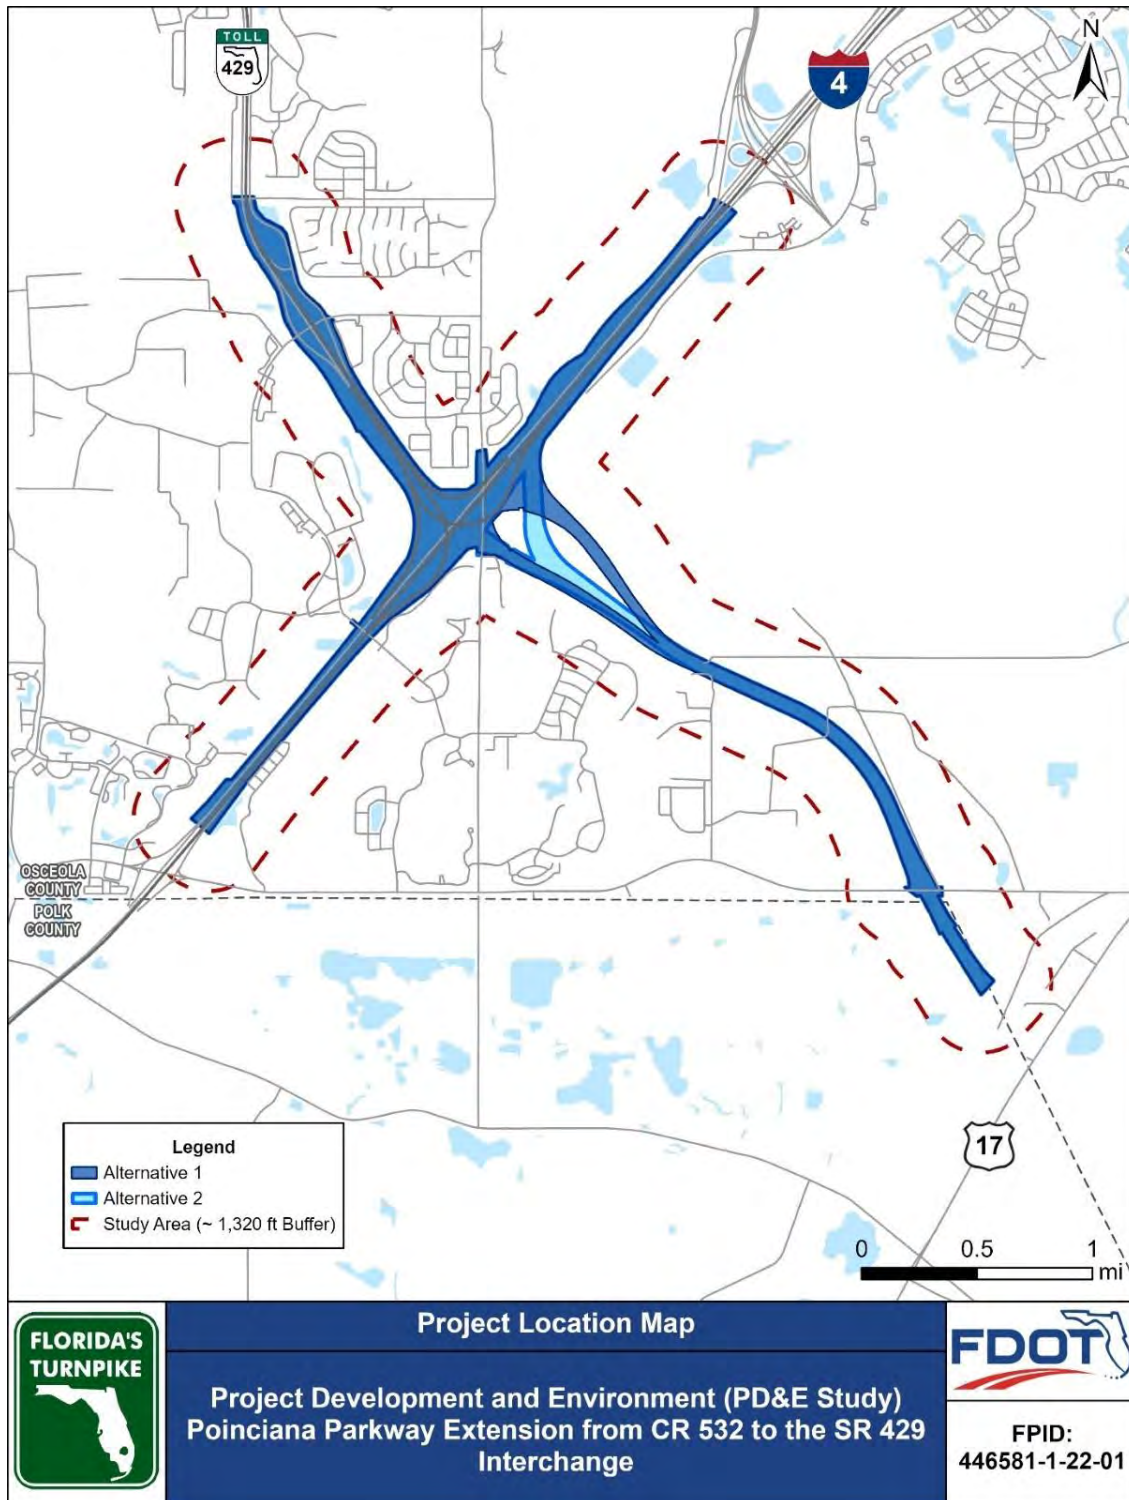 TOLL
429
4
N
OSCEOLA
COUNTY
POLK
COUNTY
17
Legend
Alternative 1
Alternative 2
Study Area (~ 1,320 ft Buffer)
0 0.5 1
mi
FLORIDA'S
TURNPIKE
Project Location Map
Project Development and Environment (PD&E Study)
Poinciana Parkway Extension from CR 532 to the SR 429
Interchange
FDOT
FPID:
446581-1-22-01